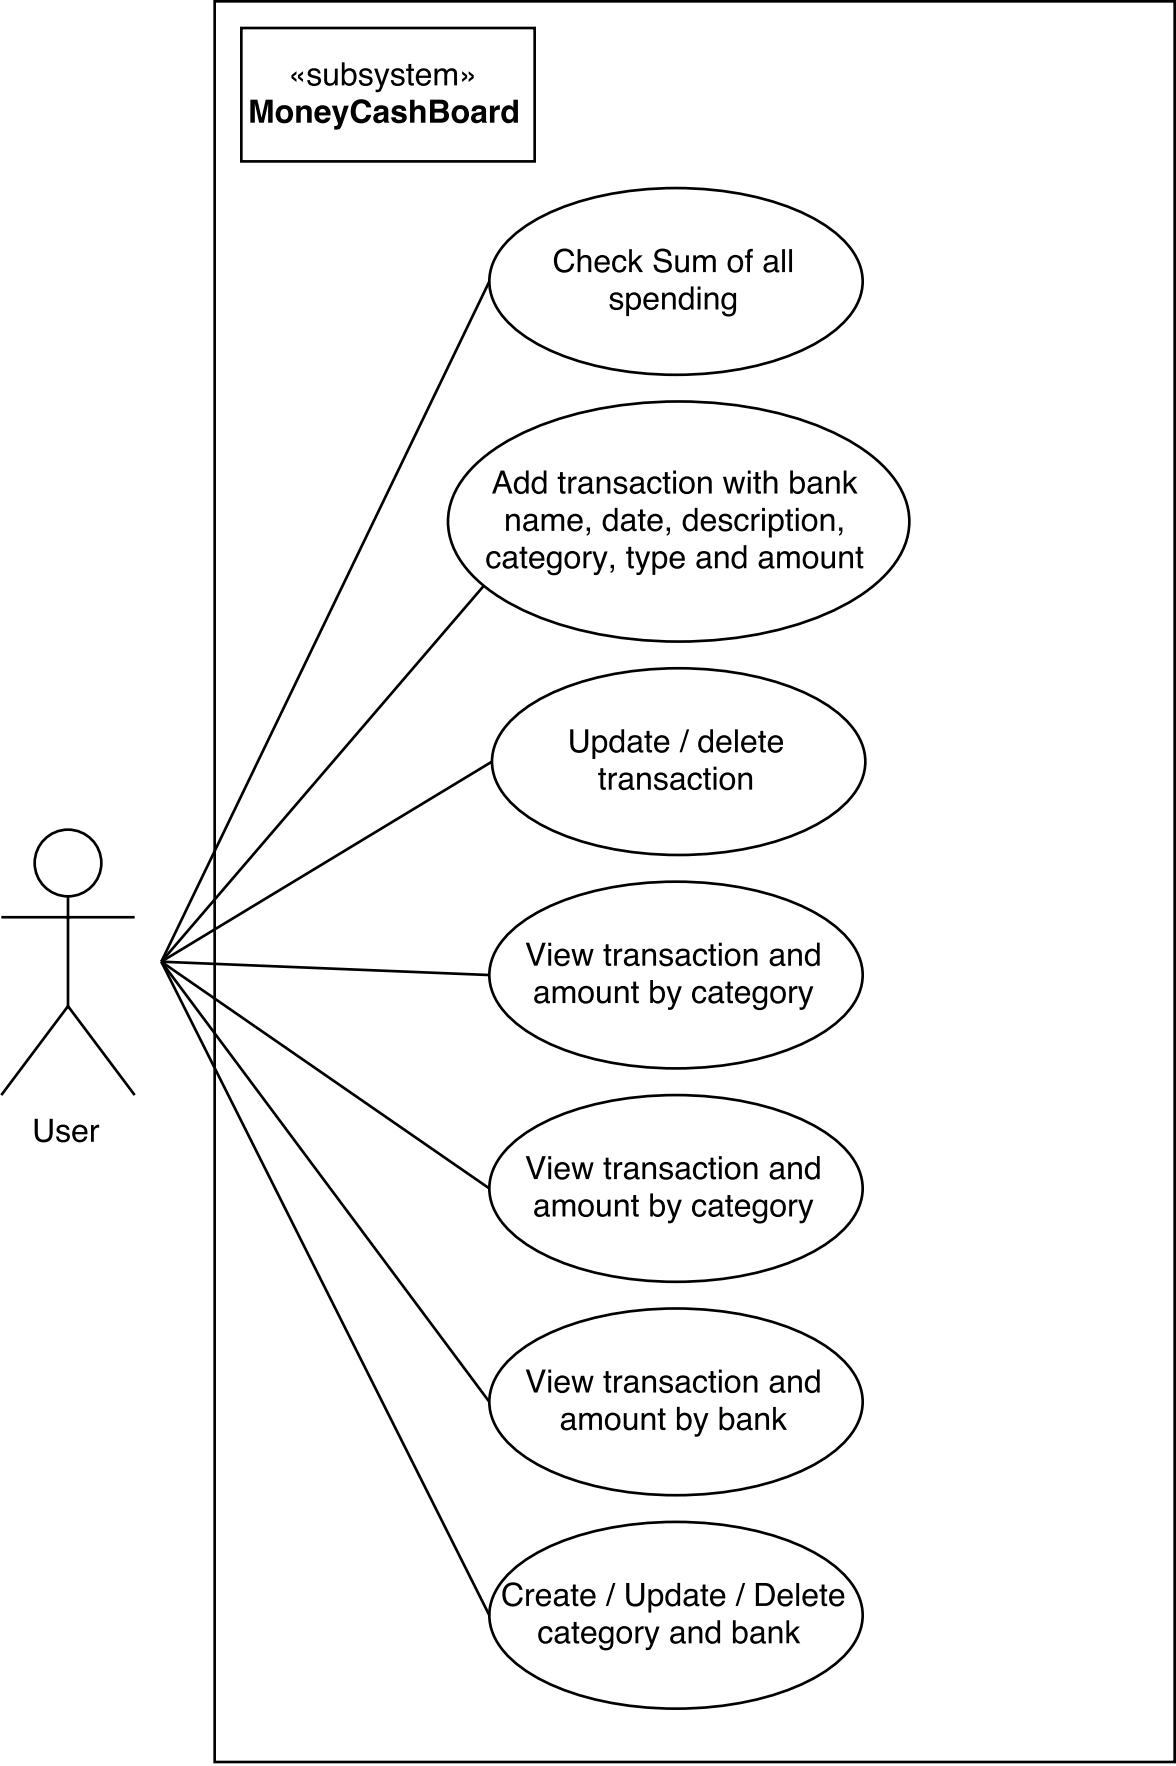 «subsystem»
MoneyCashBoard
Check Sum of all
spending
Add transaction with bank
name, date, description,
category, type and amount
Update / delete
transaction
View transaction and
amount by category
User
View transaction and
amount by category
View transaction and
amount by bank
Create / Update / Delete
category and bank